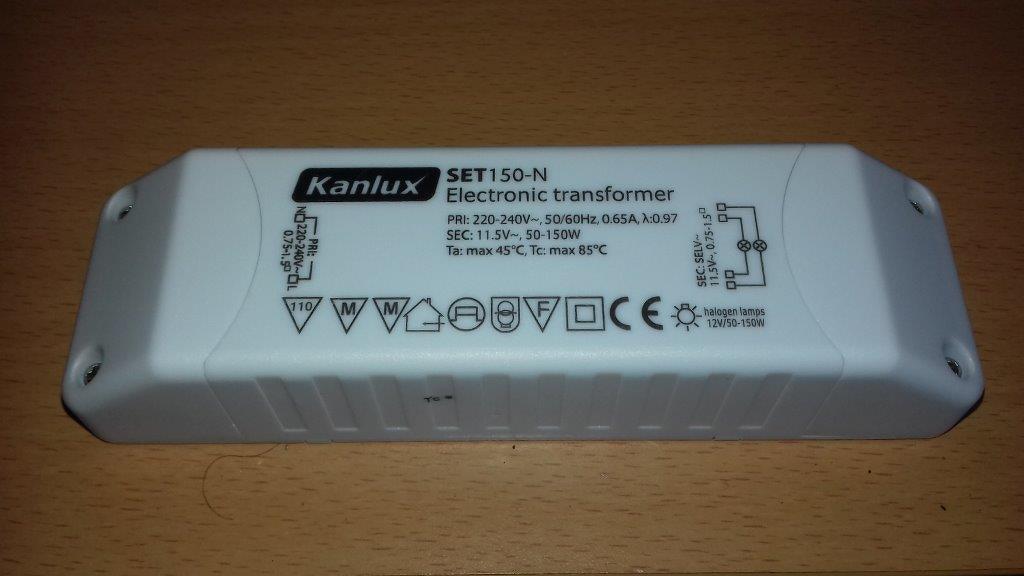 Kanlux
SET150-N
Electronic transformer
PRI: 220-240V~, 50/60Hz, 0.65A, λ:0.97
SEC: 11.5V~, 50-150W
Ta: max 45°C, Tc: max 85°C
PRI:
N 220-240V~ L
0.75-1.5□
SEC: SELV~
11.5V~, 0.75-1.5□
110
M
M
F
CE
halogen lamps
12V/50-150W
Tc